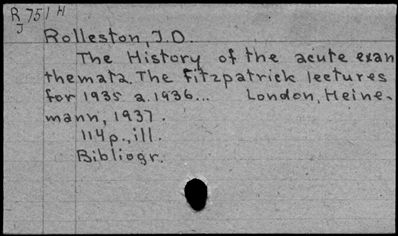 R 751 H
J
Rolleston, J.D.
The History of the acute exan
themata. The Fitzpatrick lectures
for 1935 a. 1936... London, Heine-
mann, 1937.
114p., ill.
Bibliogr.